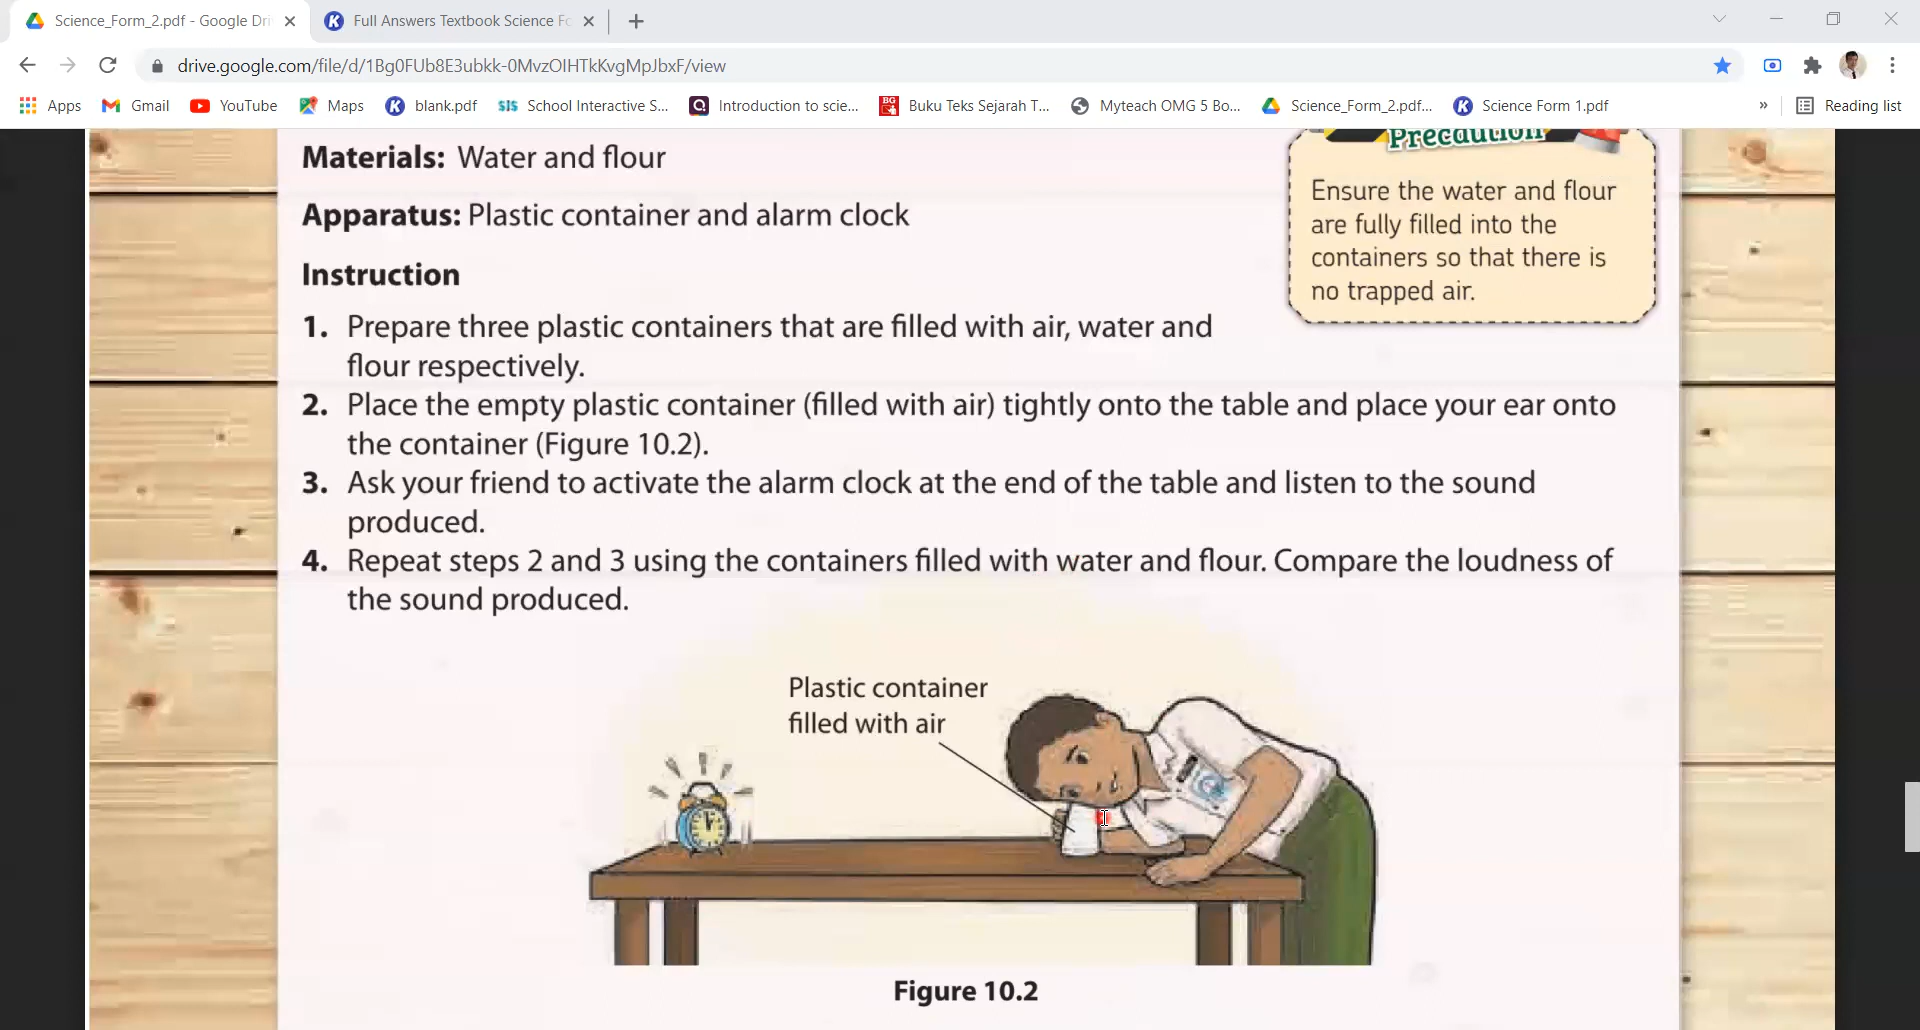 Science_Form_2.pdf - Google Dri
Full Answers Textbook Science Fo
drive.google.com/file/d/1Bg0FUb8E3ubkk-0MvzOIHTkKvgMpJbxF/view
Apps
Gmail
YouTube
Maps
blank.pdf
SIS
School Interactive S...
Introduction to scie...
BG
Buku Teks Sejarah T...
Myteach OMG 5 Bo...
Science_Form_2.pdf...
Science Form 1.pdf
»
Reading list
Precaution
Materials: Water and flour
Ensure the water and flour
are fully filled into the
containers so that there is
no trapped air.
Apparatus: Plastic container and alarm clock
Instruction
1. Prepare three plastic containers that are filled with air, water and
flour respectively.
2. Place the empty plastic container (filled with air) tightly onto the table and place your ear onto
the container (Figure 10.2).
3. Ask your friend to activate the alarm clock at the end of the table and listen to the sound
produced.
4. Repeat steps 2 and 3 using the containers filled with water and flour. Compare the loudness of
the sound produced.
Plastic container
filled with air
Figure 10.2